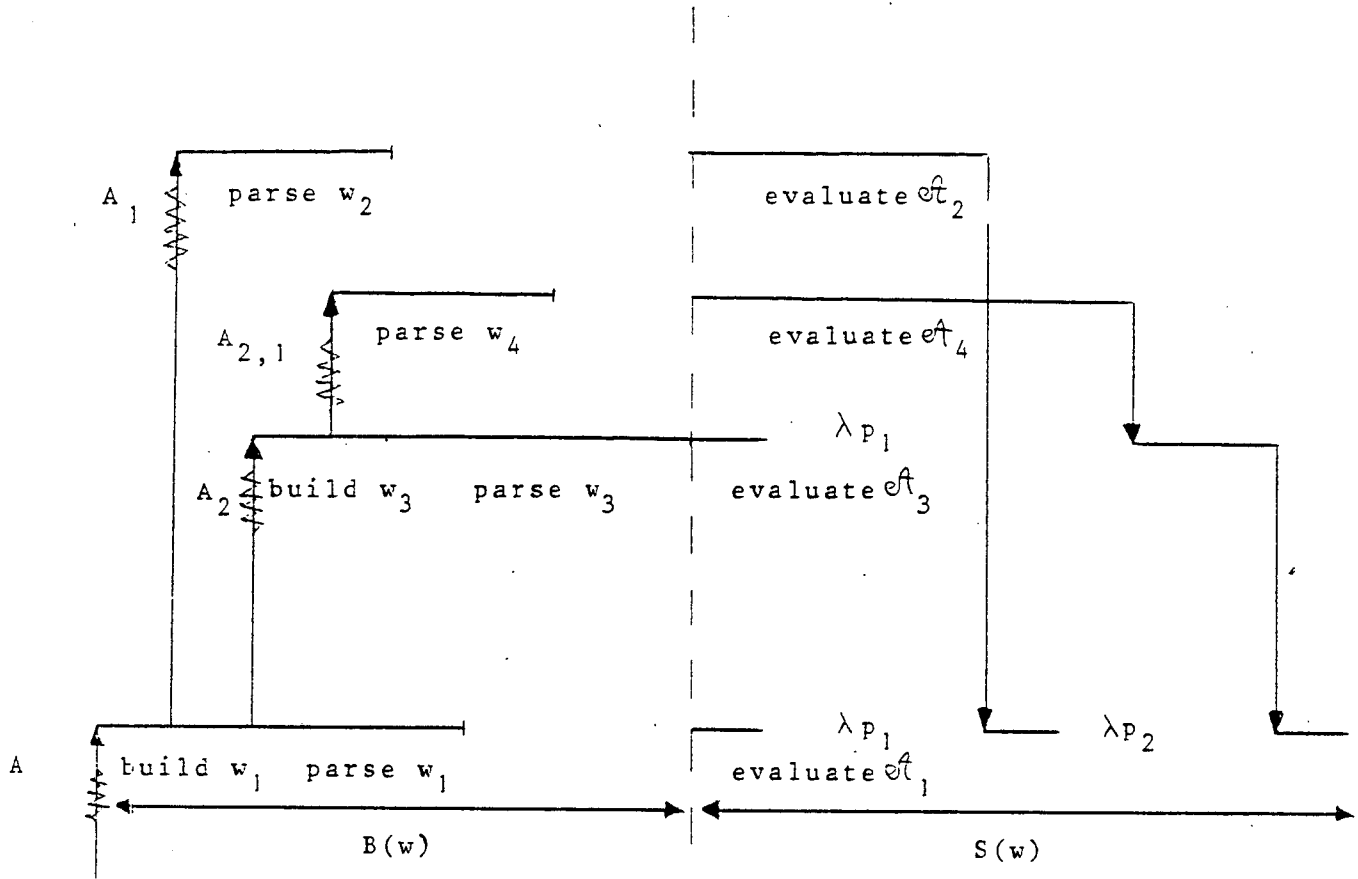 A₁ parse w₂ evaluate 𝒜₂
A₂,₁ parse w₄ evaluate 𝒜₄
λp₁
A₂ build w₃ parse w₃ evaluate 𝒜₃
λp₁ λp₂
A build w₁ parse w₁ evaluate 𝒜₁
B(w) S(w)